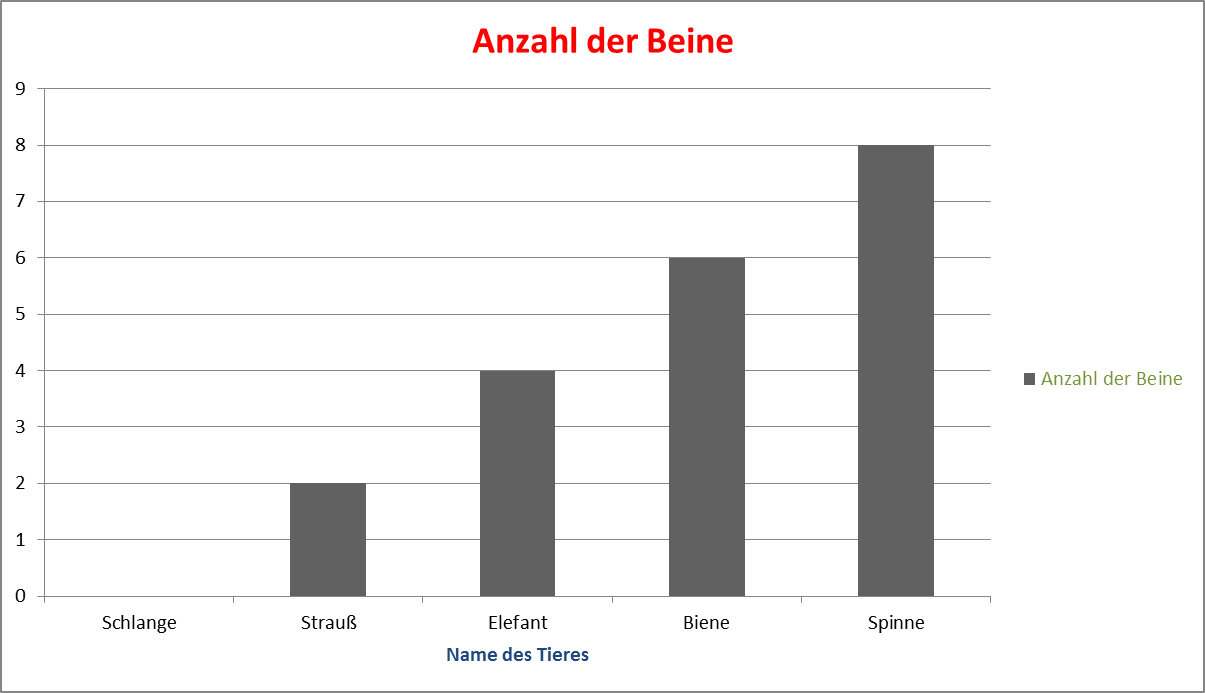 Anzahl der Beine
9
8
7
6
5
4
3
2
1
0
Schlange Strauß Elefant Biene Spinne
Name des Tieres
Anzahl der Beine